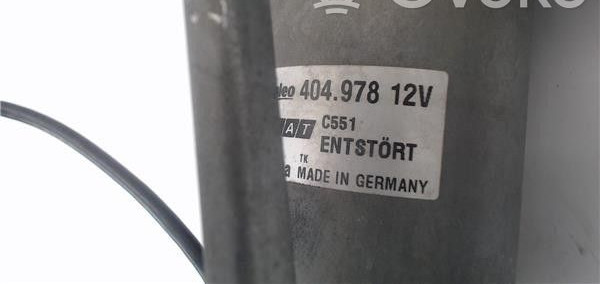 404.978 12V
C551
ENTSTÖRT
TK
MADE IN GERMANY